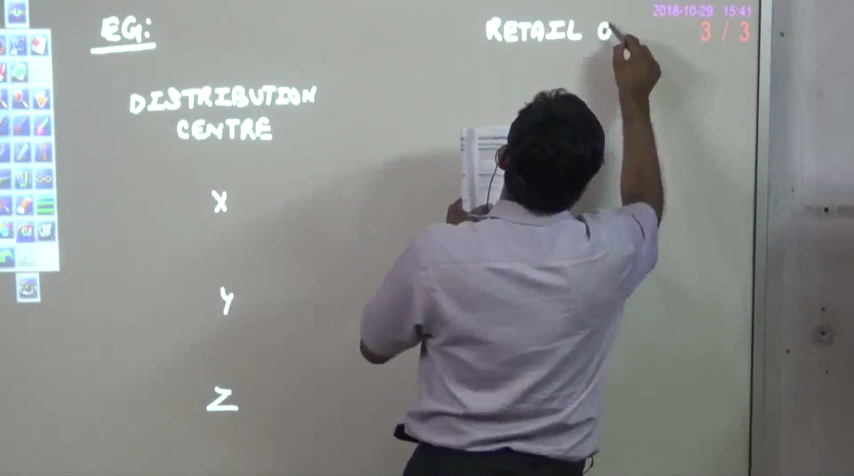 EG:
RETAIL O
2018-10-29 15:41
3 / 3
DISTRIBUTION
CENTRE
X
Y
Z